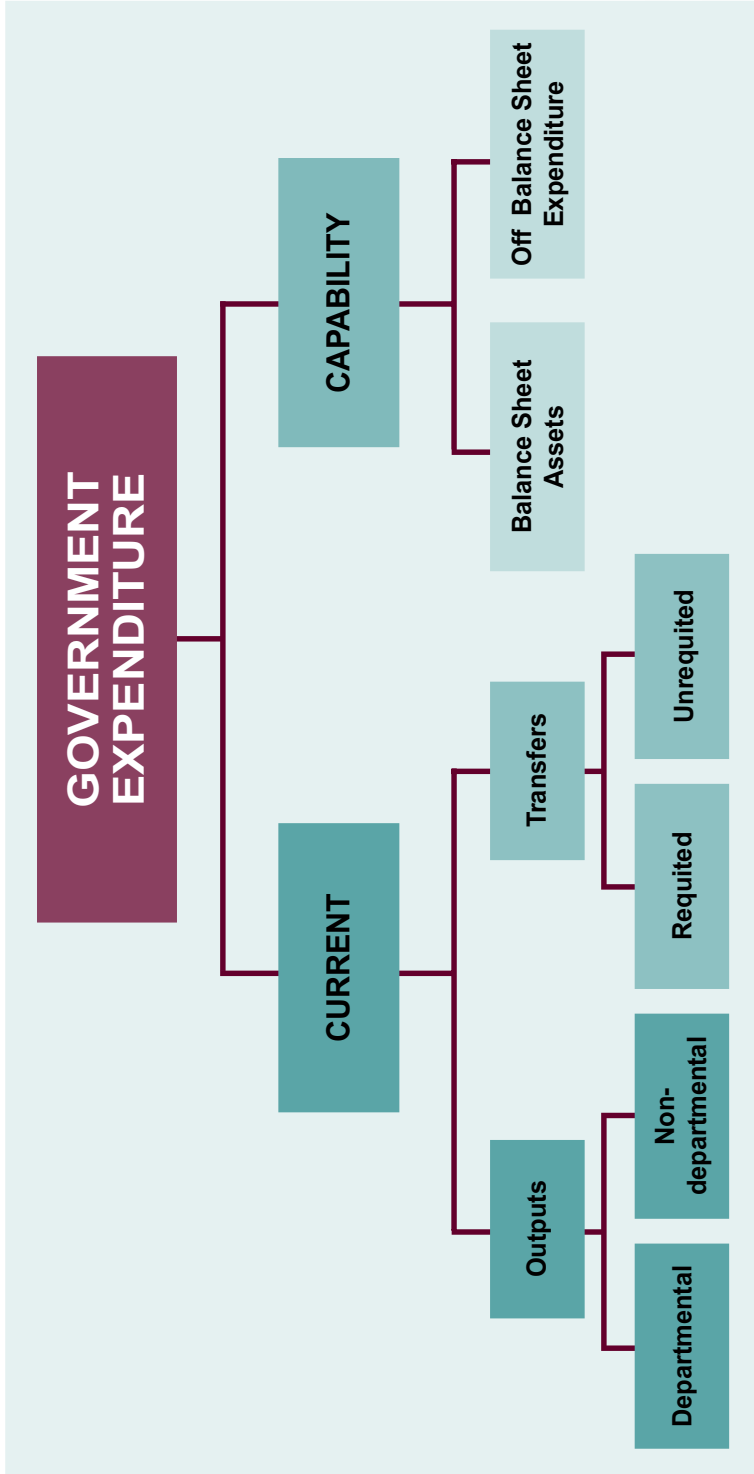 GOVERNMENT
EXPENDITURE
CURRENT
CAPABILITY
Outputs
Transfers
Balance Sheet
Assets
Off Balance Sheet
Expenditure
Departmental
Non-
departmental
Requited
Unrequited